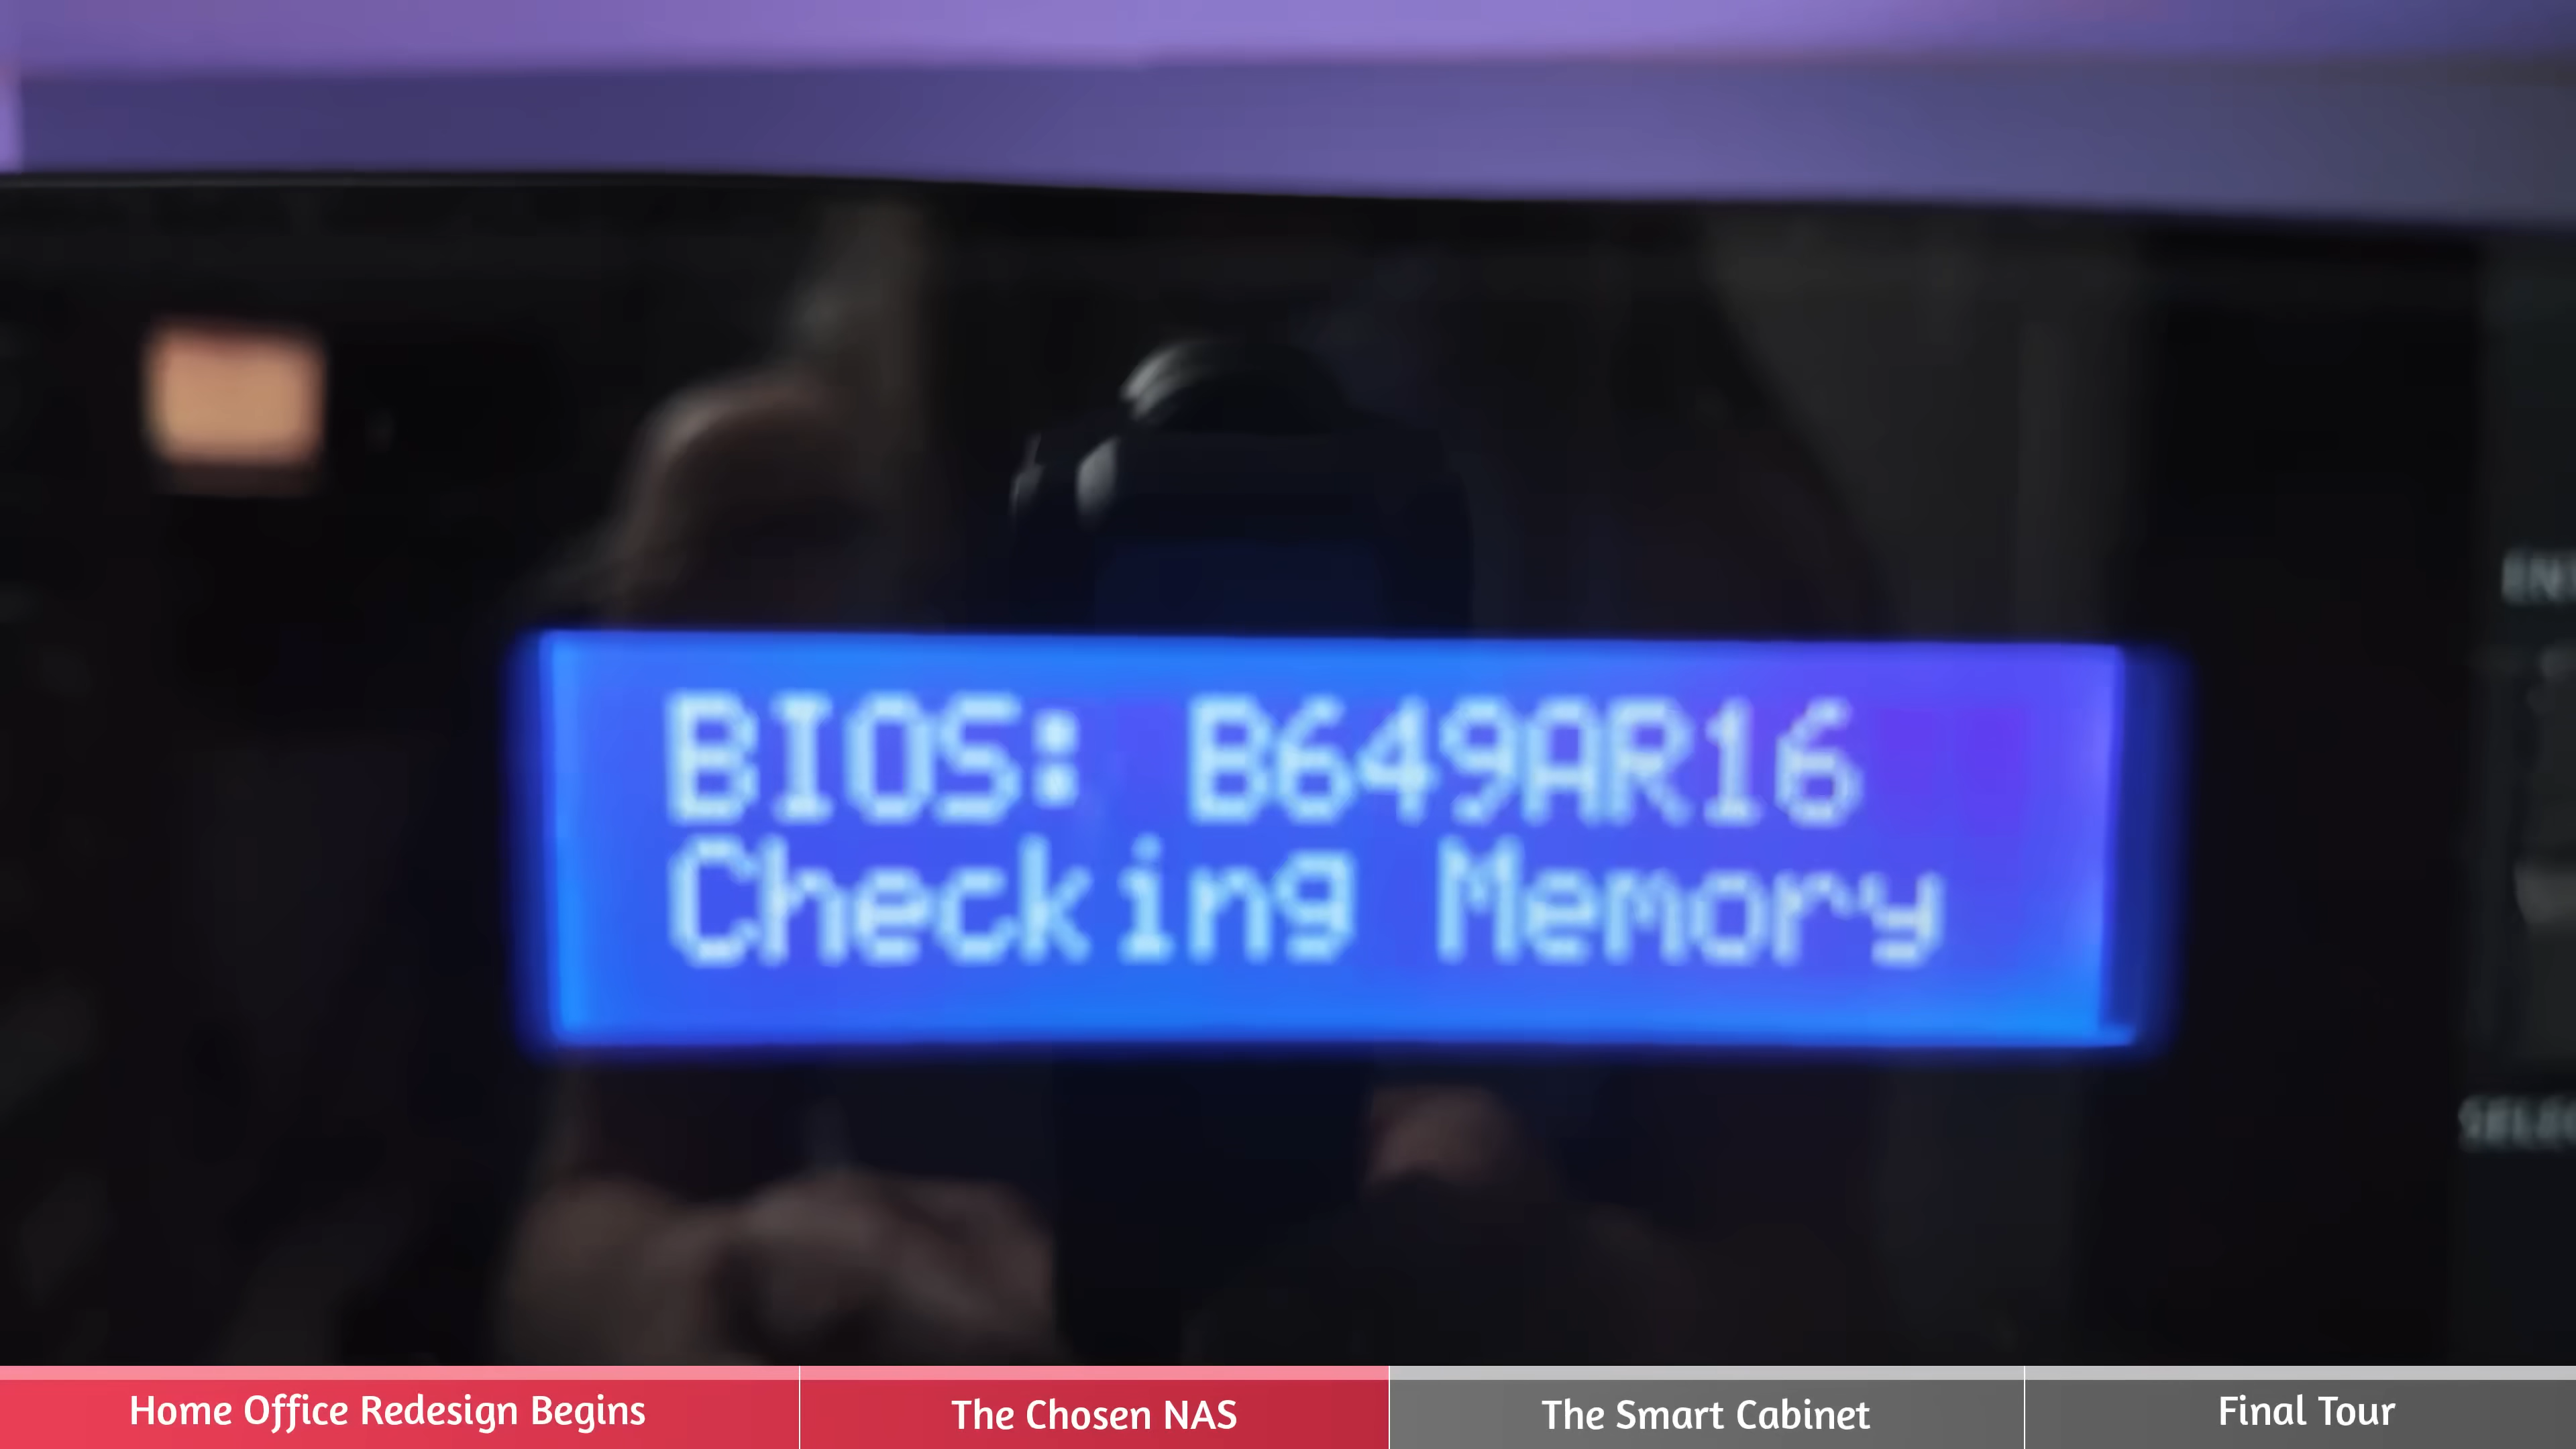 BIOS: B649AR16
Checking Memory
Home Office Redesign Begins
The Chosen NAS
The Smart Cabinet
Final Tour